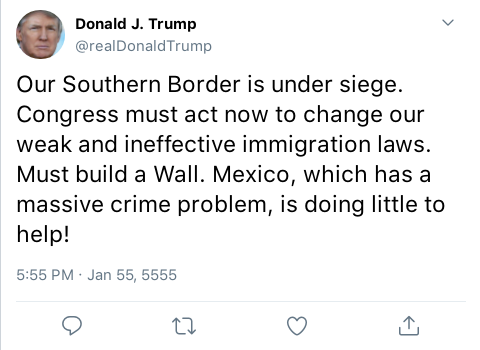 Donald J. Trump
@realDonaldTrump
Our Southern Border is under siege.
Congress must act now to change our
weak and ineffective immigration laws.
Must build a Wall. Mexico, which has a
massive crime problem, is doing little to
help!
5:55 PM · Jan 55, 5555